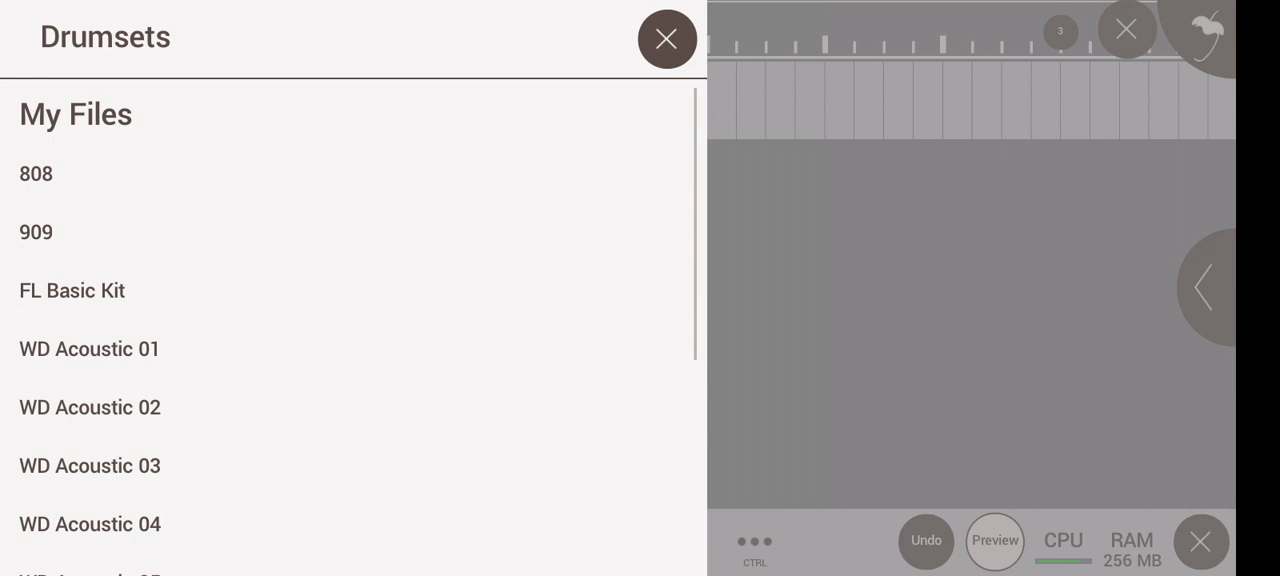 Drumsets
My Files
808
909
FL Basic Kit
WD Acoustic 01
WD Acoustic 02
WD Acoustic 03
WD Acoustic 04
3
CTRL
Undo
Preview
CPU
RAM
256 MB